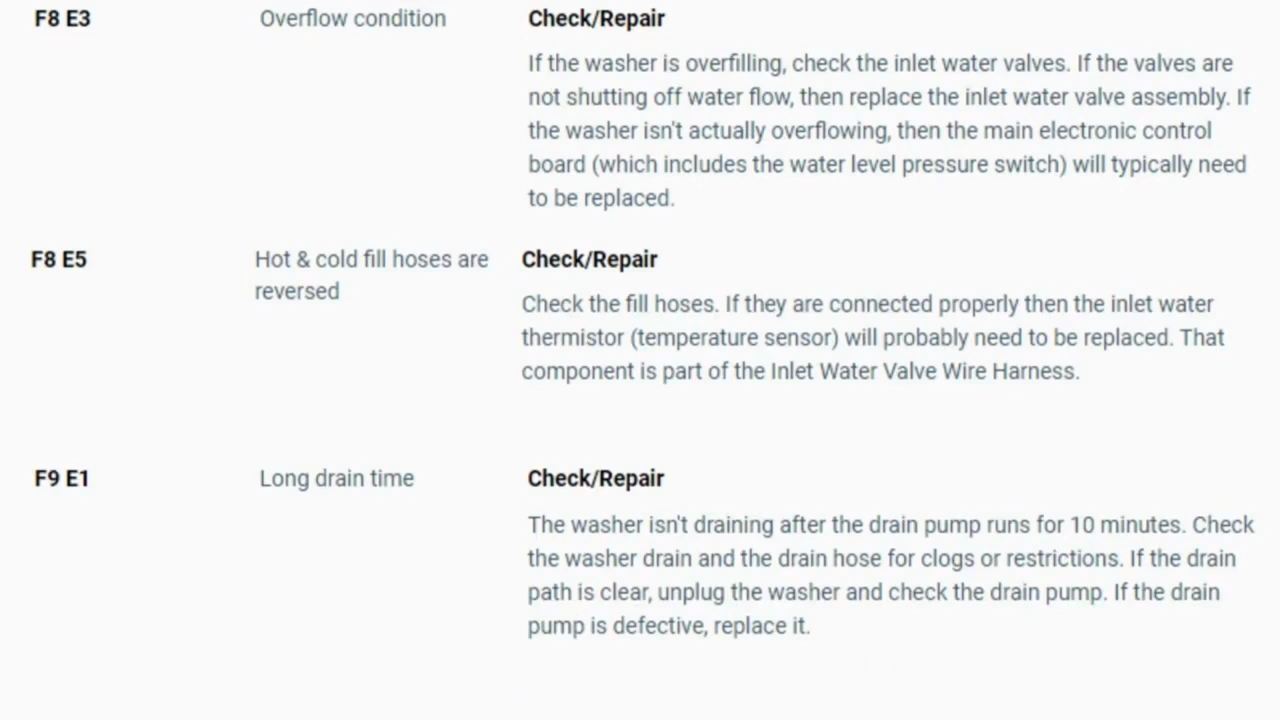 F8 E3 Overflow condition Check/Repair
If the washer is overfilling, check the inlet water valves. If the valves are
not shutting off water flow, then replace the inlet water valve assembly. If
the washer isn't actually overflowing, then the main electronic control
board (which includes the water level pressure switch) will typically need
to be replaced.
F8 E5 Hot & cold fill hoses are Check/Repair
reversed
Check the fill hoses. If they are connected properly then the inlet water
thermistor (temperature sensor) will probably need to be replaced. That
component is part of the Inlet Water Valve Wire Harness.
F9 E1 Long drain time Check/Repair
The washer isn't draining after the drain pump runs for 10 minutes. Check
the washer drain and the drain hose for clogs or restrictions. If the drain
path is clear, unplug the washer and check the drain pump. If the drain
pump is defective, replace it.